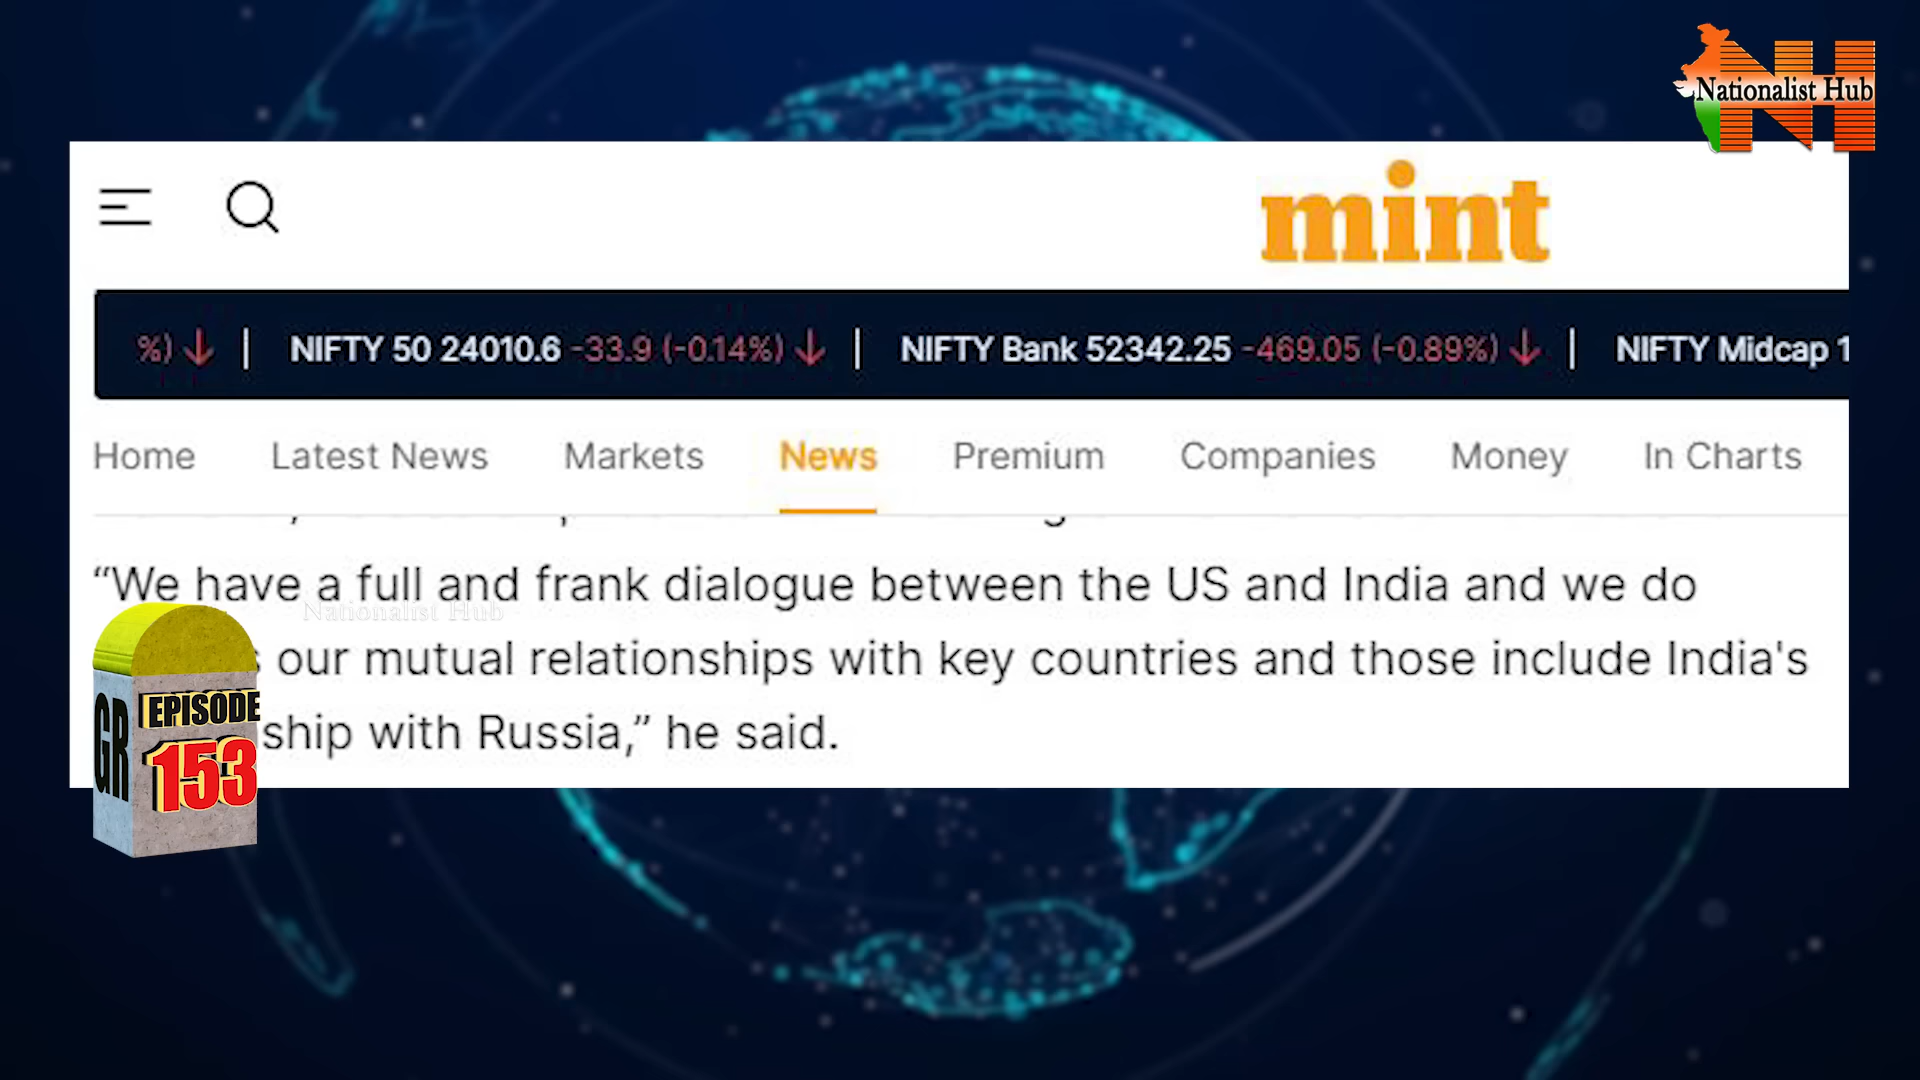 Nationalist Hub
mint
%) ↓ | NIFTY 50 24010.6 -33.9 (-0.14%) ↓ | NIFTY Bank 52342.25 -469.05 (-0.89%) ↓ | NIFTY Midcap 1
Home Latest News Markets News Premium Companies Money In Charts
“We have a full and frank dialogue between the US and India and we do
Nationalist Hub
our mutual relationships with key countries and those include India's
ship with Russia,” he said.
GR
EPISODE
153